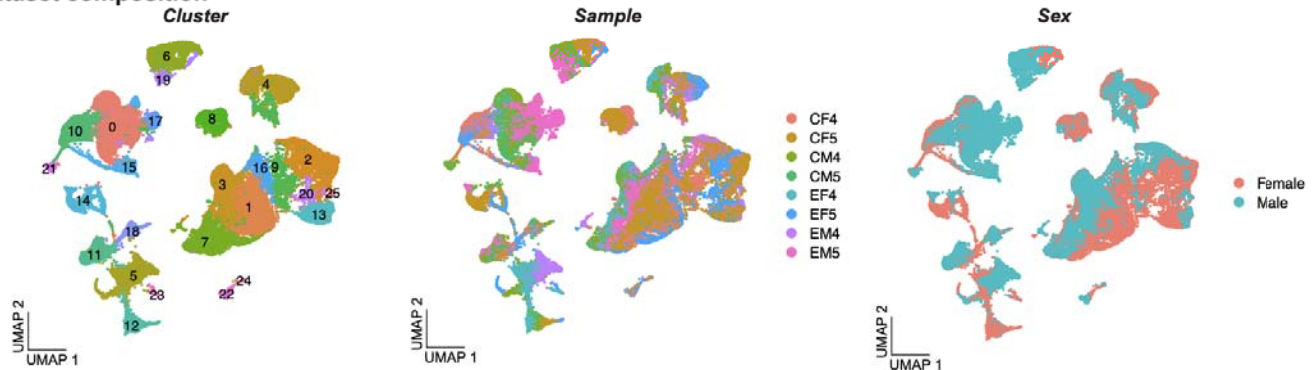 Cluster
Sample
Sex
6
19
4
8
10
0
17
21
15
16
9
2
3
1
20
25
13
7
14
18
11
5
23
24
22
12
UMAP 2
UMAP 1
CF4
CF5
CM4
CM5
EF4
EF5
EM4
EM5
UMAP 2
UMAP 1
Female
Male
UMAP 2
UMAP 1